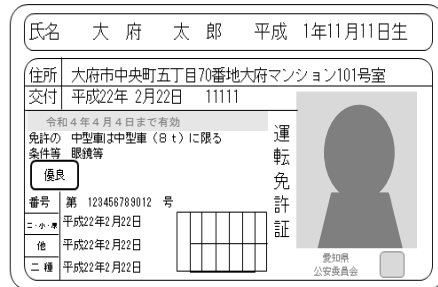 氏名 大府 太郎 平成 1年11月11日生
住所 大府市中央町五丁目70番地大府マンション101号室
交付 平成22年 2月22日 11111
令和4年4月4日まで有効
免許の 中型車は中型車(8t)に限る
条件等 眼鏡等
優良
番号 第 123456789012 号
二・小・原 平成22年2月22日
他 平成22年2月22日
二種 平成22年2月22日
運転免許証
愛知県
公安委員会